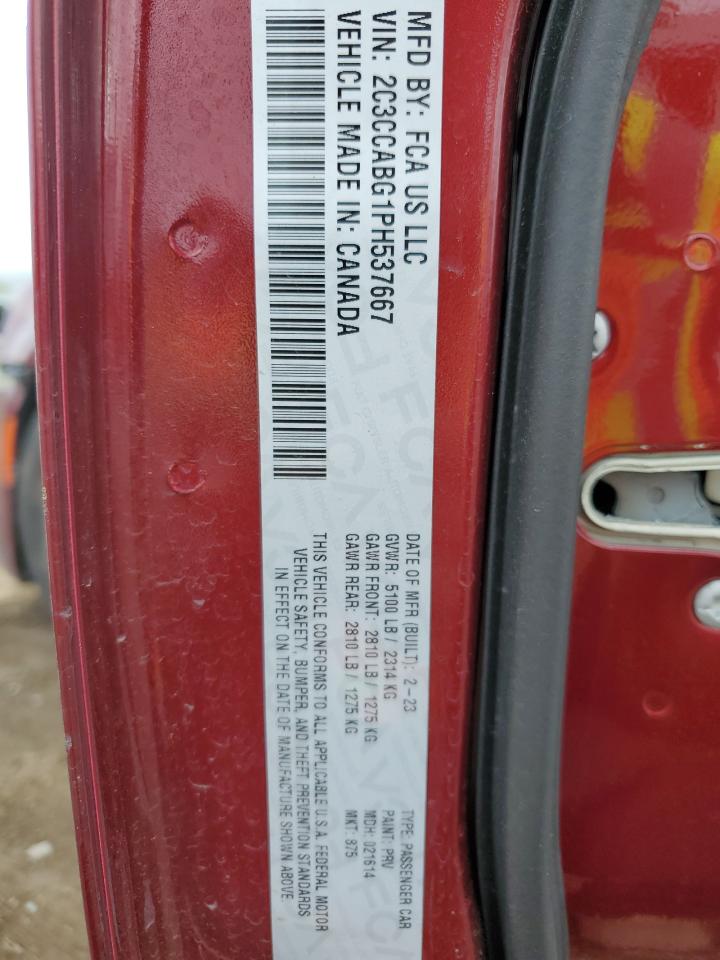 MFD BY: FCA US LLC
VIN: 2C3CCABG1PH537667
VEHICLE MADE IN: CANADA
DATE OF MFR (BUILT): 2-23
GVWR: 5100 LB / 2314 KG
GAWR FRONT: 2810 LB / 1275 KG
GAWR REAR: 2810 LB / 1275 KG
TYPE: PASSENGER CAR
PAINT: PRV
MDH: 021614
MKT: 875
THIS VEHICLE CONFORMS TO ALL APPLICABLE U.S.A. FEDERAL MOTOR
VEHICLE SAFETY, BUMPER, AND THEFT PREVENTION STANDARDS
IN EFFECT ON THE DATE OF MANUFACTURE SHOWN ABOVE.